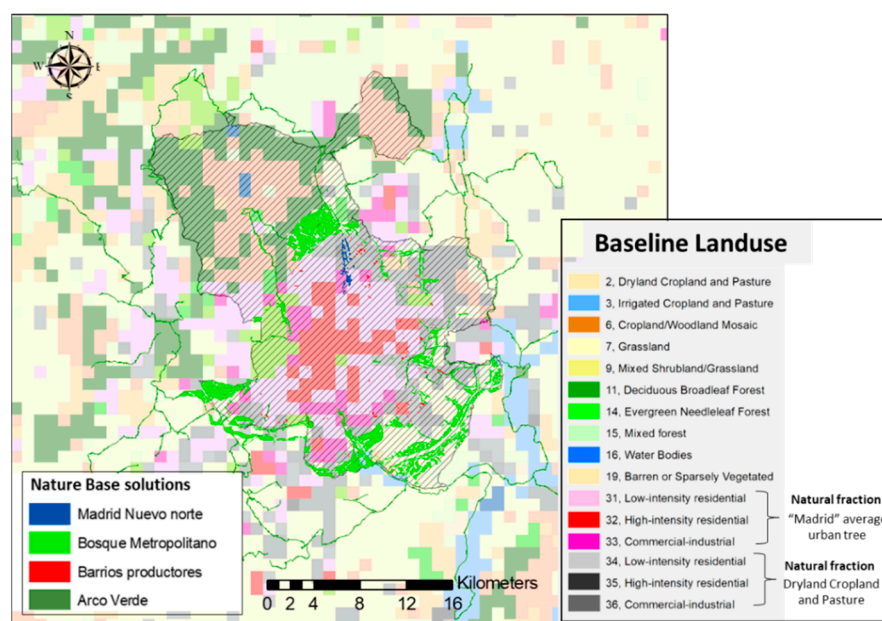 N
W E
S
Baseline Landuse
2, Dryland Cropland and Pasture
3, Irrigated Cropland and Pasture
6, Cropland/Woodland Mosaic
7, Grassland
9, Mixed Shrubland/Grassland
11, Deciduous Broadleaf Forest
14, Evergreen Needleleaf Forest
15, Mixed forest
16, Water Bodies
19, Barren or Sparsely Vegetated
31, Low-intensity residential
32, High-intensity residential
33, Commercial-industrial
34, Low-intensity residential
35, High-intensity residential
36, Commercial-industrial
Natural fraction
“Madrid” average
urban tree
Natural fraction
Dryland Cropland
and Pasture
Nature Base solutions
Madrid Nuevo norte
Bosque Metropolitano
Barrios productores
Arco Verde
Kilometers
0 2 4 8 12 16